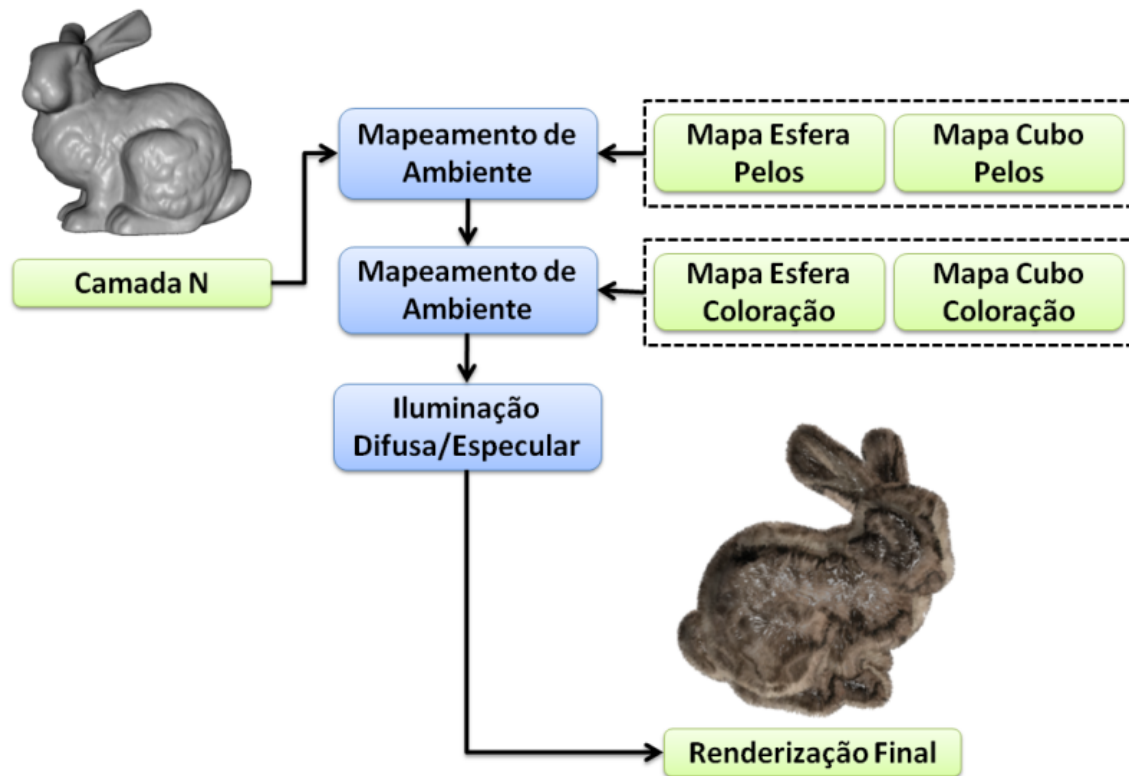 Mapeamento de
Ambiente
Mapa Esfera
Pelos
Mapa Cubo
Pelos
Camada N
Mapeamento de
Ambiente
Mapa Esfera
Coloração
Mapa Cubo
Coloração
Iluminação
Difusa/Especular
Renderização Final